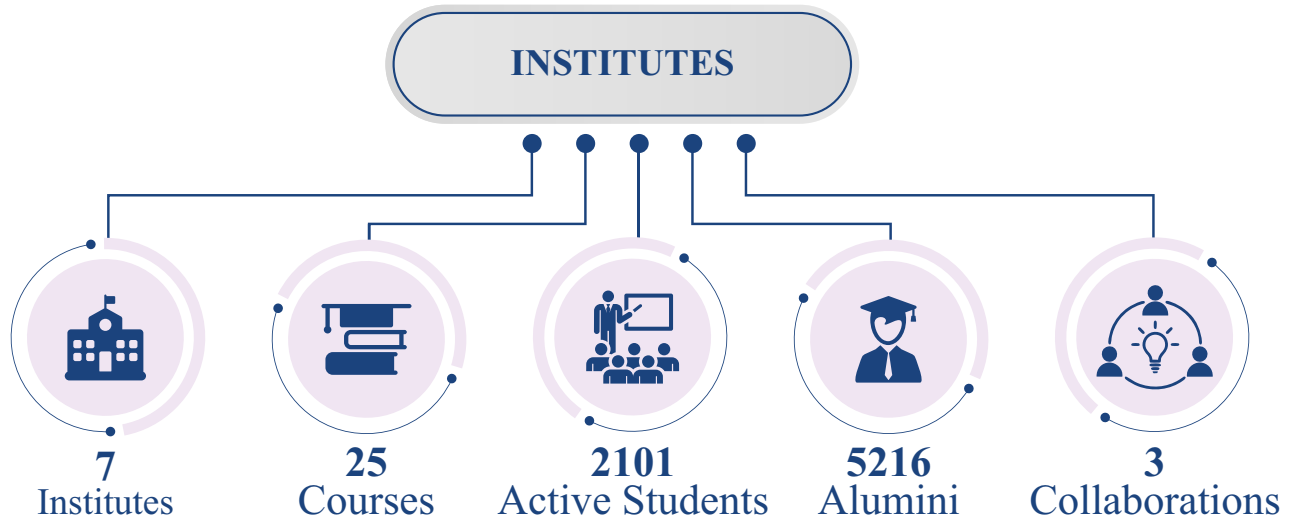 INSTITUTES
7
Institutes
25
Courses
2101
Active Students
5216
Alumini
3
Collaborations